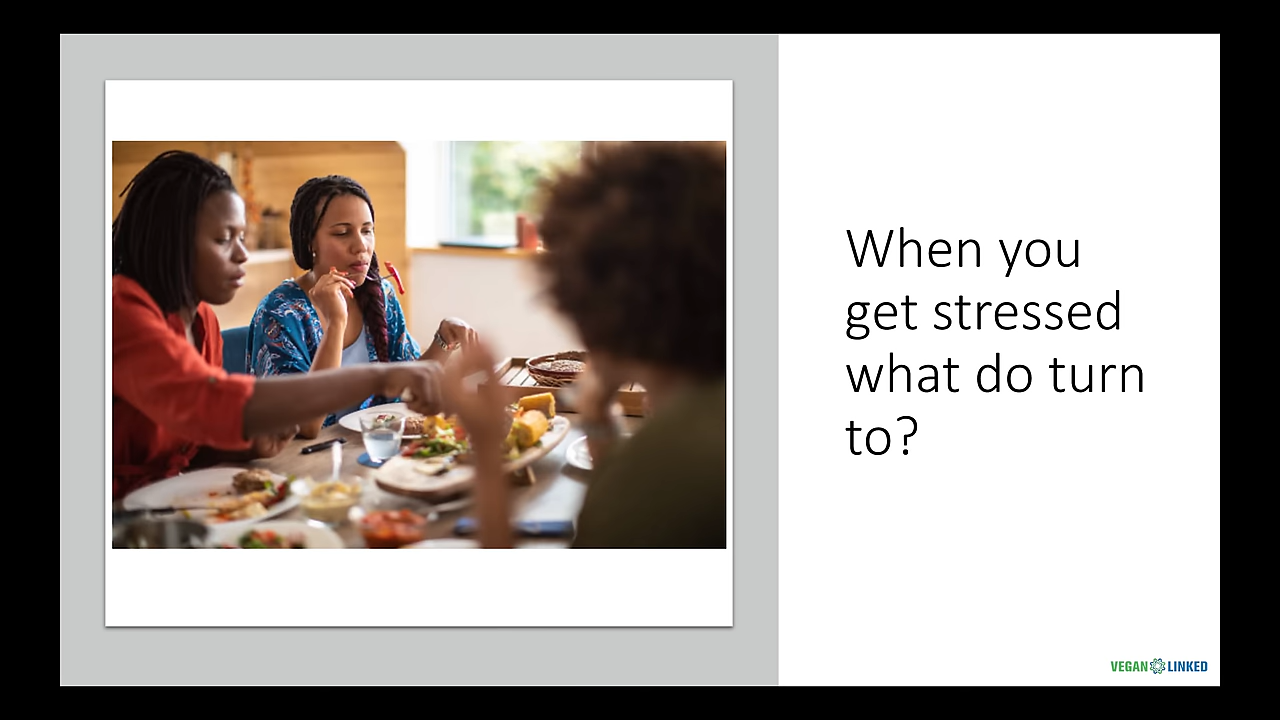 When you
get stressed
what do turn
to?
VEGAN LINKED